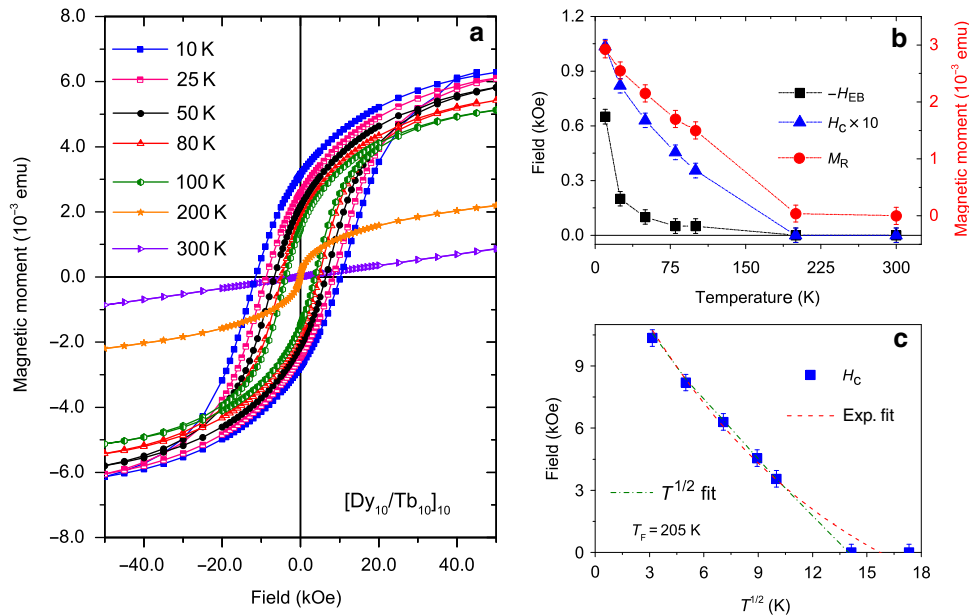 a
8.0
6.0
4.0
2.0
0.0
−2.0
−4.0
−6.0
−8.0
Magnetic moment (10⁻³ emu)
10 K
25 K
50 K
80 K
100 K
200 K
300 K
[Dy₁₀/Tb₁₀]₁₀
−40.0 −20.0 0.0 20.0 40.0
Field (kOe)
b
1.2
0.9
0.6
0.3
0.0
Field (kOe)
−H_EB
H_C × 10
M_R
3
2
1
0
Magnetic moment (10⁻³ emu)
0 75 150 225 300
Temperature (K)
c
9
6
3
0
Field (kOe)
H_C
Exp. fit
T^1/2 fit
T_F = 205 K
0 3 6 9 12 15 18
T^1/2 (K)